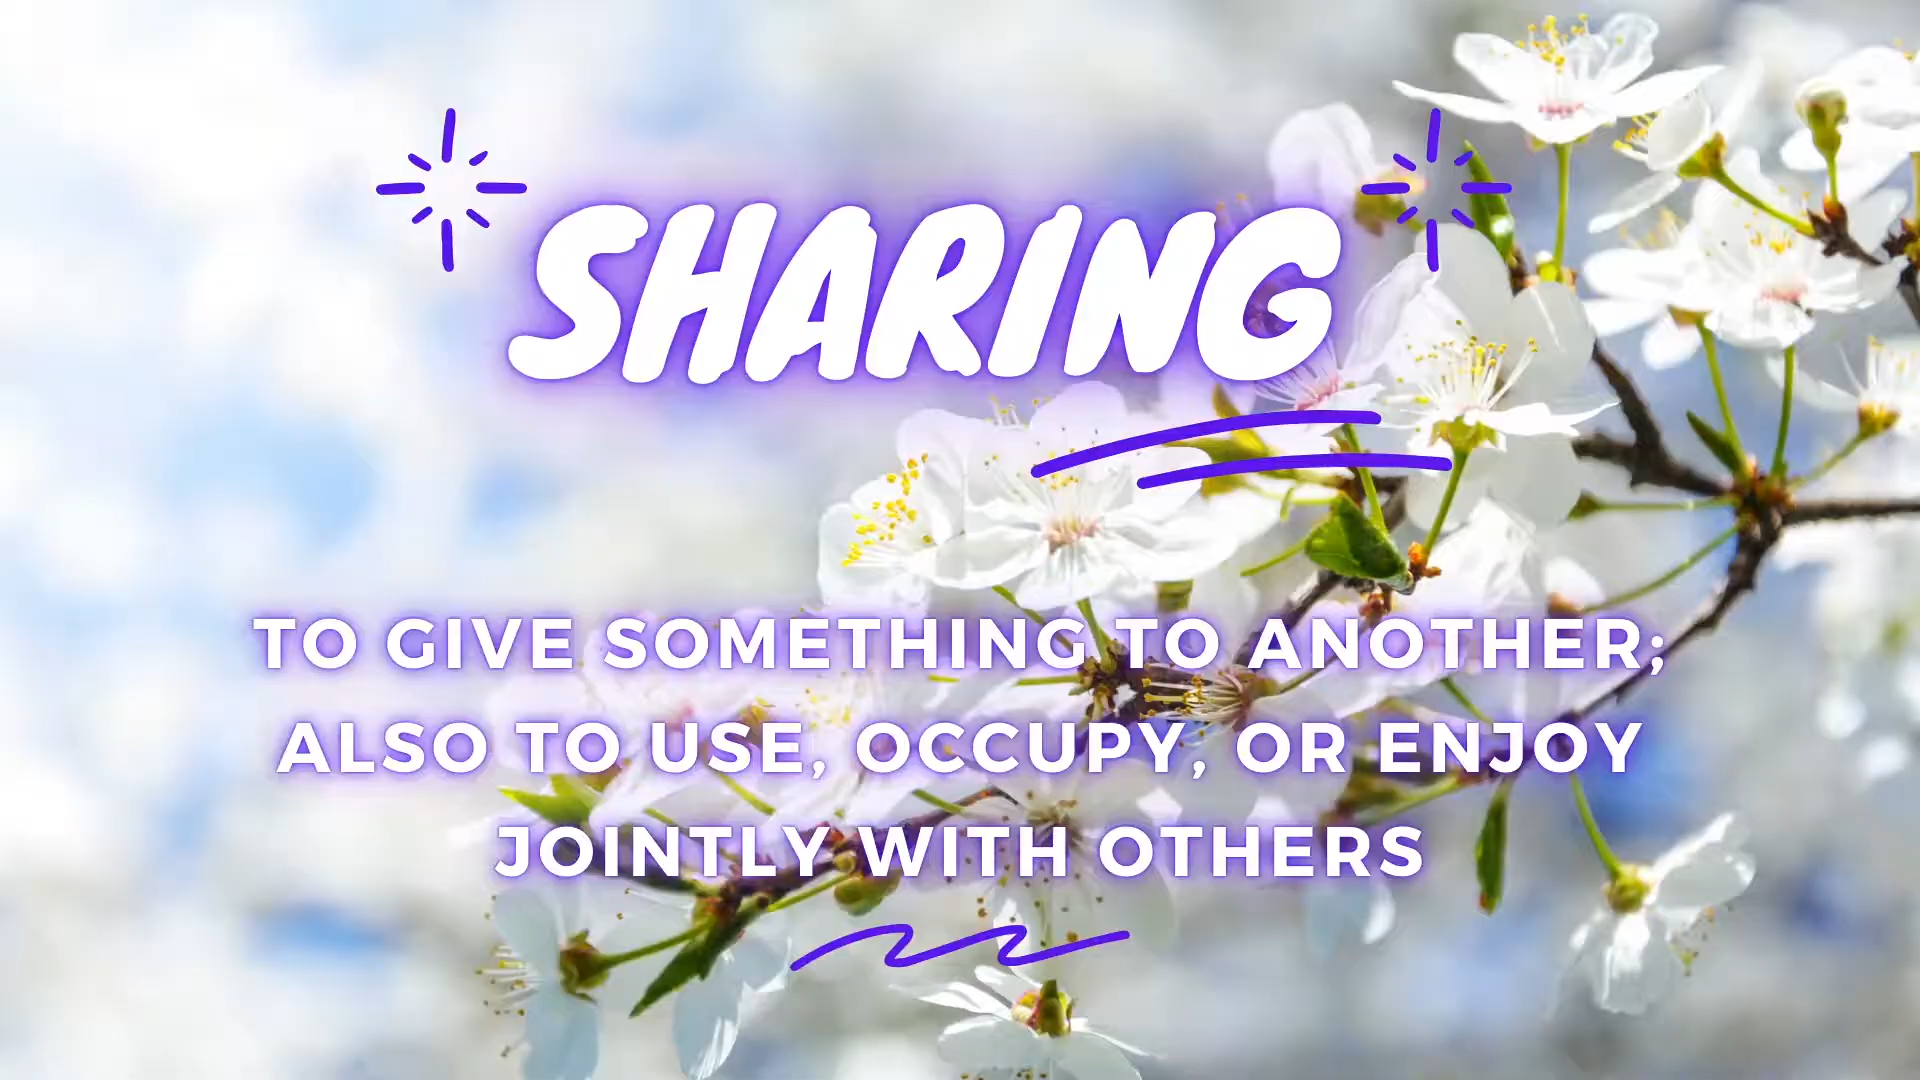 SHARING
TO GIVE SOMETHING TO ANOTHER;
ALSO TO USE, OCCUPY, OR ENJOY
JOINTLY WITH OTHERS